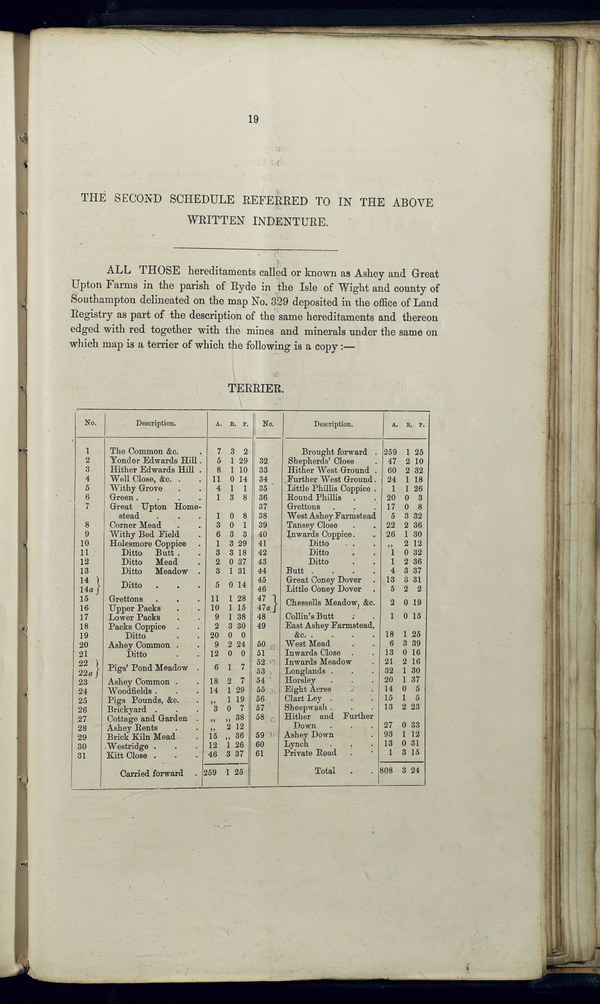 19
THE SECOND SCHEDULE REFERRED TO IN THE ABOVE
WRITTEN INDENTURE.
ALL THOSE hereditaments called or known as Ashey and Great
Upton Farms in the parish of Ryde in the Isle of Wight and county of
Southampton delineated on the map No. 329 deposited in the office of Land
Registry as part of the description of the same hereditaments and thereon
edged with red together with the mines and minerals under the same on
which map is a terrier of which the following is a copy :—
TERRIER.
No. Description. A. R. P.
1 The Common &c. . 7 3 2
2 Yonder Edwards Hill . 5 1 29
3 Hither Edwards Hill . 8 1 10
4 Well Close, &c. . . 11 0 14
5 Withy Grove . . 4 1 1
6 Green . . . . 1 3 8
7 Great Upton Home-
stead . . . 1 0 8
8 Corner Mead . . 3 0 1
9 Withy Bed Field . 6 3 3
10 Holesmore Coppice . 1 3 29
11 Ditto Butt . . 3 3 18
12 Ditto Mead . 2 0 37
13 Ditto Meadow . 3 1 31
14 } 14a } Ditto . . . 5 0 14
15 Grettons . . . 11 1 28
16 Upper Packs . . 10 1 15
17 Lower Packs . . 9 1 38
18 Packs Coppice . . 2 3 30
19 Ditto . . 20 0 0
20 Ashey Common . . 9 2 24
21 Ditto . . 12 0 0
22 } 22a } Pigs' Pond Meadow . 6 1 7
23 Ashey Common . . 18 2 7
24 Woodfields . . . 14 1 29
25 Pigs Pounds, &c. . „ 1 19
26 Brickyard . . . 3 0 7
27 Cottage and Garden . „ „ 38
28 Ashey Rents . . „ 2 12
29 Brick Kiln Mead . 15 „ 36
30 Westridge . . . 12 1 26
31 Kitt Close . . . 46 3 37
Carried forward . 259 1 25
No. Description. A. R. P.
Brought forward . 259 1 25
32 Shepherds' Close . 47 2 10
33 Hither West Ground . 60 2 32
34 Further West Ground . 24 1 18
35 Little Phillis Coppice . 1 1 26
36 Round Phillis . . 20 0 3
37 Grettons . . . 17 0 8
38 West Ashey Farmstead 5 3 32
39 Tansey Close . . 22 2 36
40 Inwards Coppice . . 26 1 30
41 Ditto . . „ 2 12
42 Ditto . . 1 0 32
43 Ditto . . 1 2 36
44 Butt . . . . 4 3 37
45 Great Coney Dover . 13 3 31
46 Little Coney Dover . 5 2 2
47 } 47a } Chessells Meadow, &c. 2 0 19
48 Collin's Butt . . 1 0 15
49 East Ashey Farmstead,
&c. . . . . 18 1 25
50 West Mead . . 6 3 39
51 Inwards Close . . 13 0 16
52 Inwards Meadow . 21 2 16
53 Longlands . . . 32 1 30
54 Horsley . . . 20 1 37
55 Eight Acres . . 14 0 5
56 Clart Ley . . . 15 1 5
57 Sheepwash . . . 13 2 23
58 Hither and Further
Down . . . 27 0 33
59 Ashey Down . . 93 1 12
60 Lynch . . 13 0 31
61 Private Road . . 1 3 15
Total . . 808 3 24